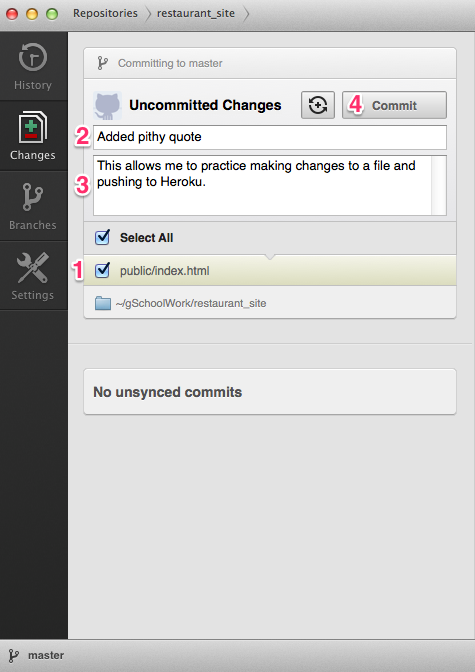 Repositories restaurant_site
History
Changes
Branches
Settings
Committing to master
Uncommitted Changes
4 Commit
2 Added pithy quote
3 This allows me to practice making changes to a file and
pushing to Heroku.
Select All
1 public/index.html
~/gSchoolWork/restaurant_site
No unsynced commits
master